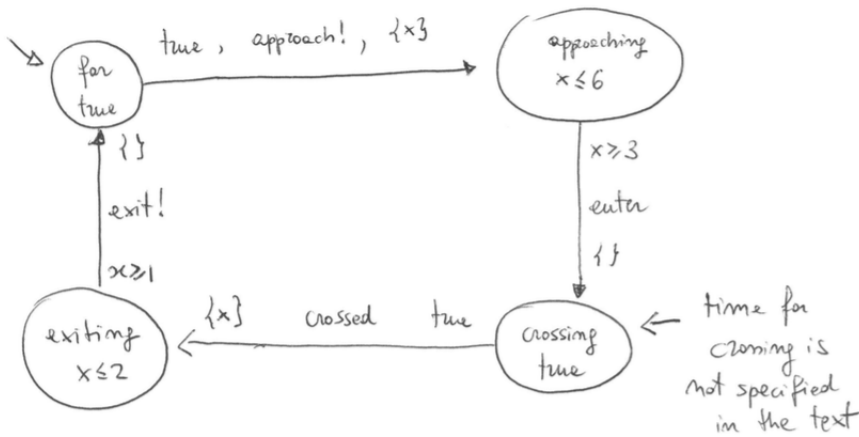 true, approach!, {x}
far
true
approaching
x≤6
{}
exit!
x≥1
x≥3
enter
{}
exiting
x≤2
{x} crossed true
crossing
true
time for
crossing is
not specified
in the text